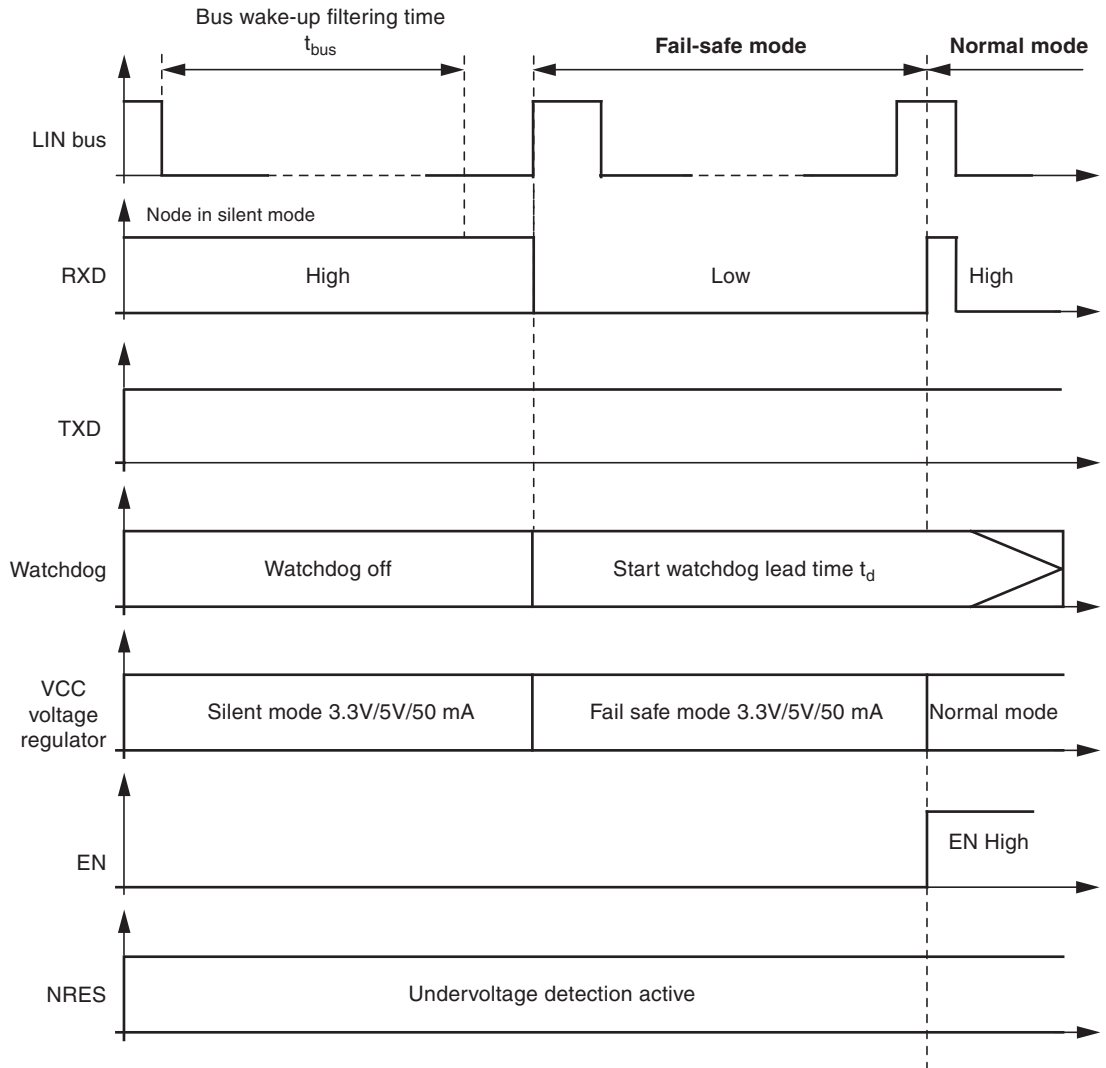 Bus wake-up filtering time
t_bus
Fail-safe mode
Normal mode
LIN bus
Node in silent mode
RXD
High
Low
High
TXD
Watchdog
Watchdog off
Start watchdog lead time t_d
VCC
voltage
regulator
Silent mode 3.3V/5V/50 mA
Fail safe mode 3.3V/5V/50 mA
Normal mode
EN
EN High
NRES
Undervoltage detection active